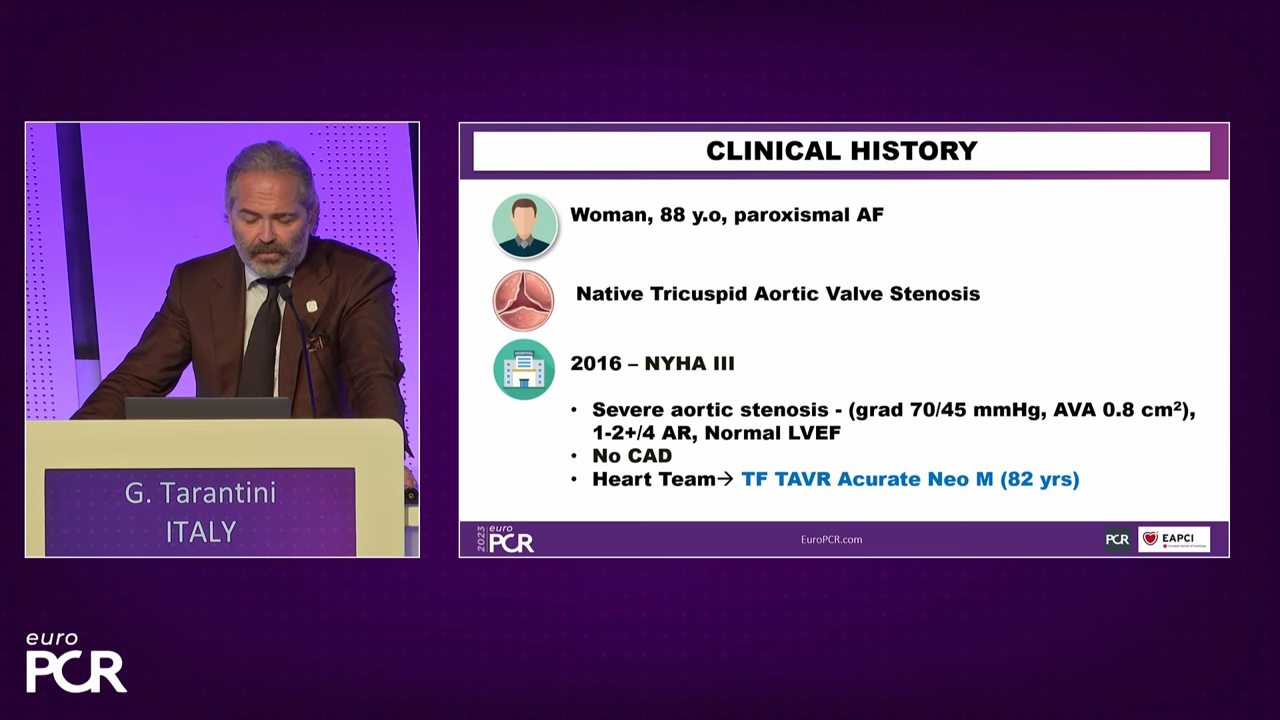 CLINICAL HISTORY
Woman, 88 y.o, paroxismal AF
Native Tricuspid Aortic Valve Stenosis
HOSPITAL
2016 – NYHA III
• Severe aortic stenosis - (grad 70/45 mmHg, AVA 0.8 cm²),
1-2+/4 AR, Normal LVEF
• No CAD
• Heart Team→ TF TAVR Acurate Neo M (82 yrs)
2023 euro
PCR
EuroPCR.com
PCR
EAPCI
G. Tarantini
ITALY
euro
PCR